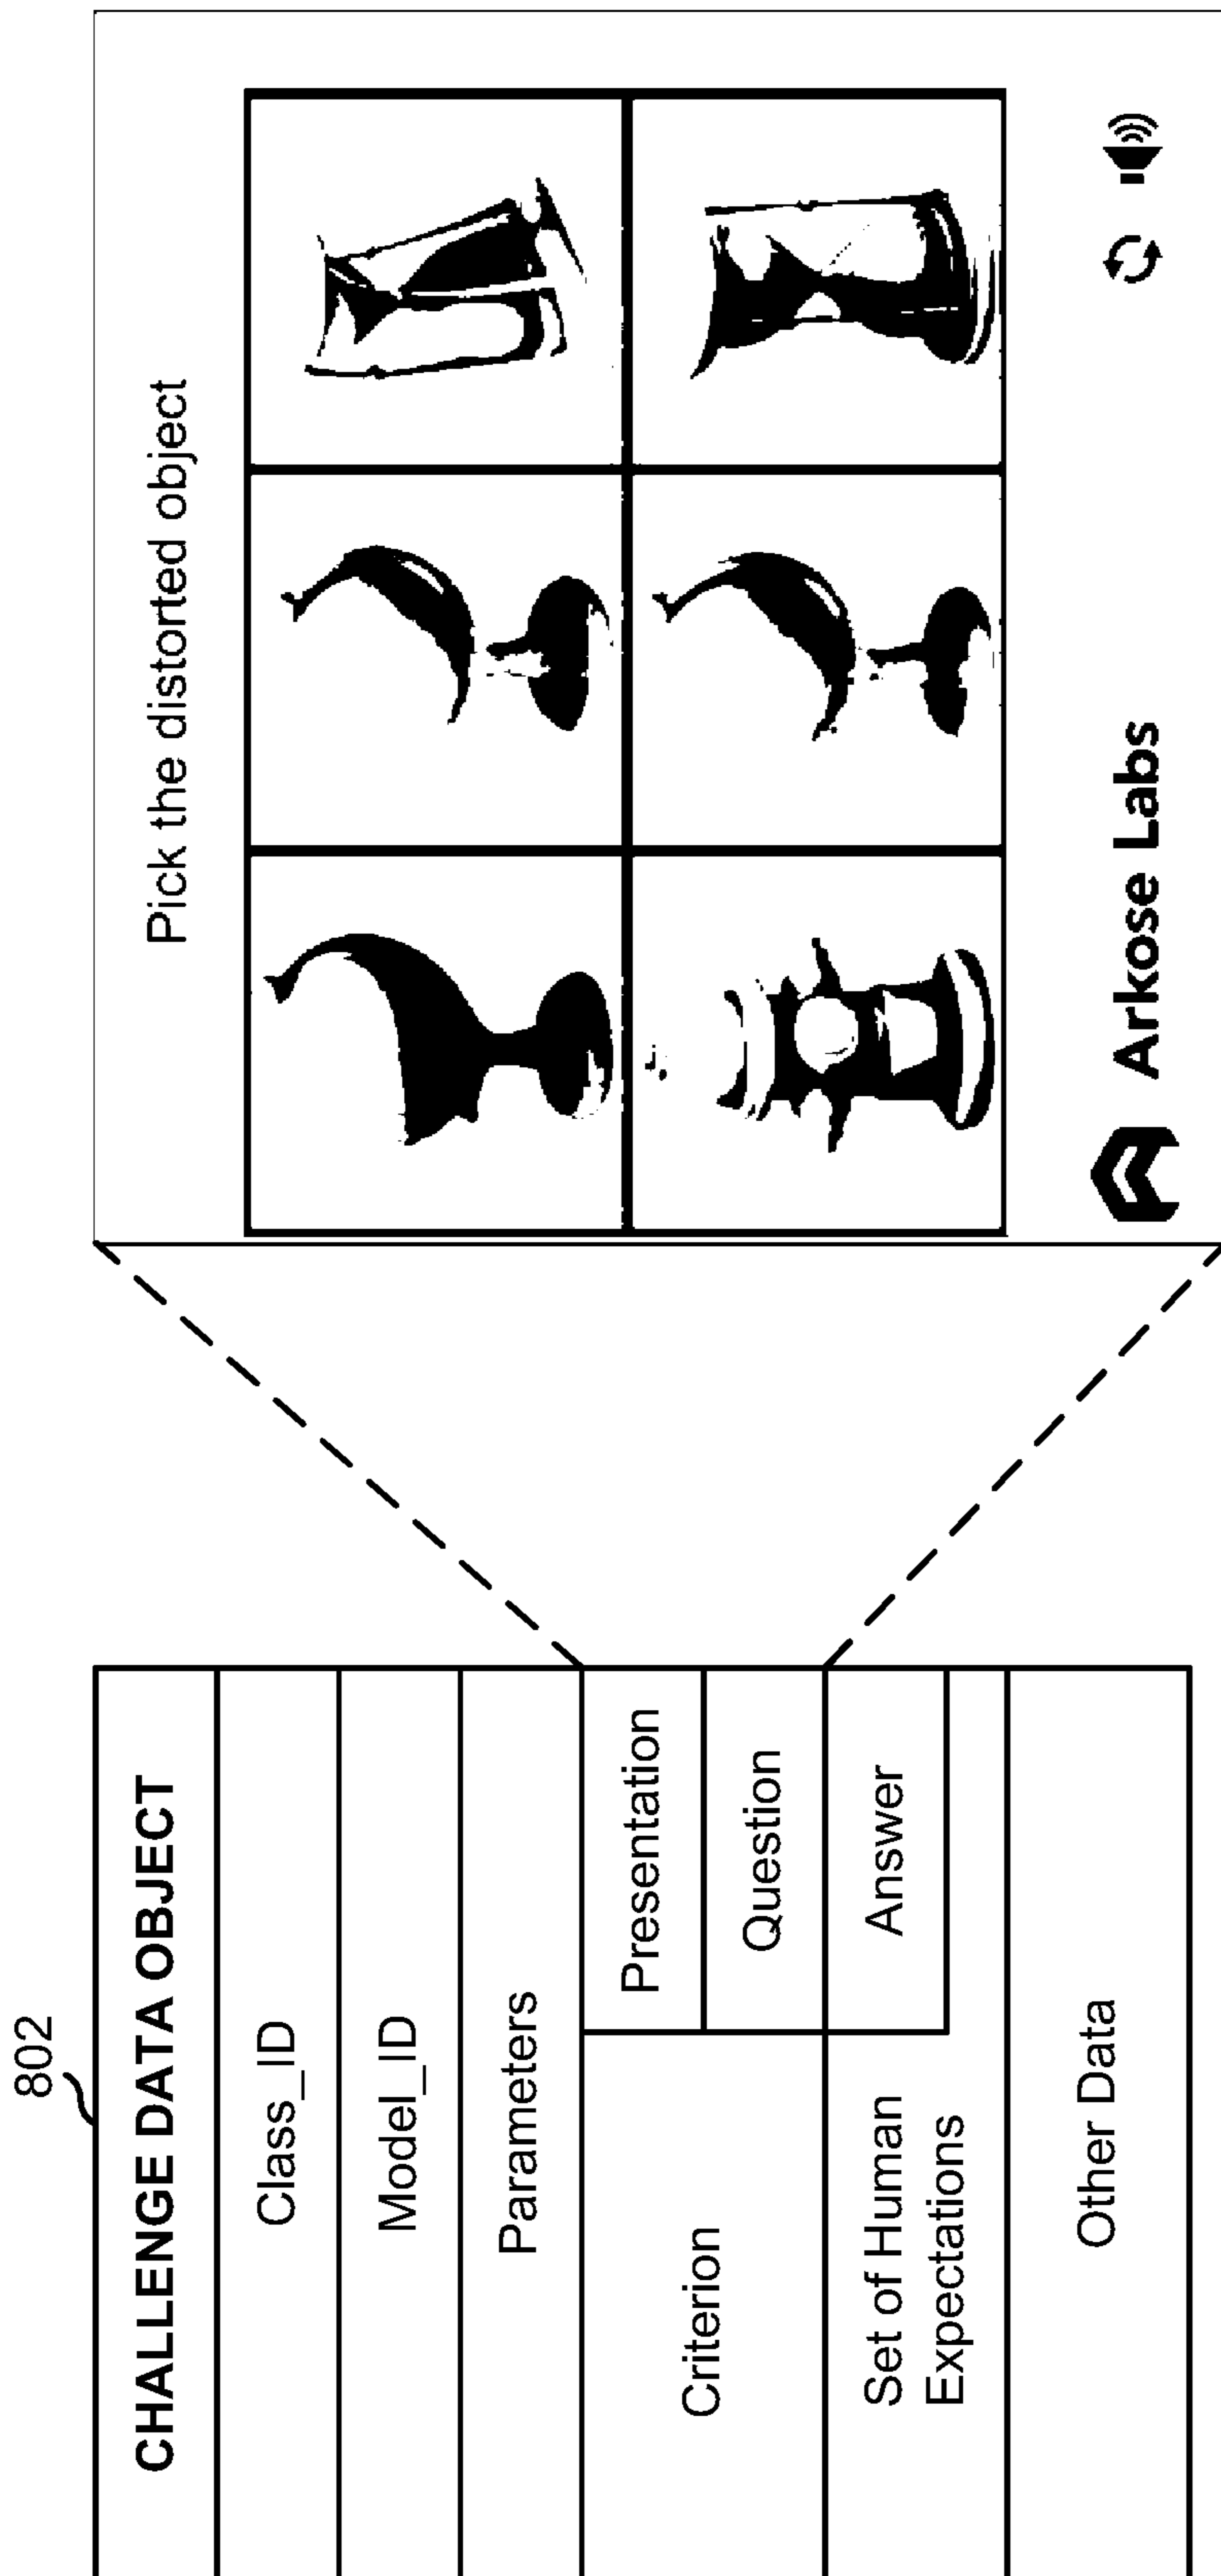 802
CHALLENGE DATA OBJECT
Class_ID
Model_ID
Parameters
Criterion
Presentation
Question
Set of Human
Expectations
Answer
Other Data
Pick the distorted object
Arkose Labs